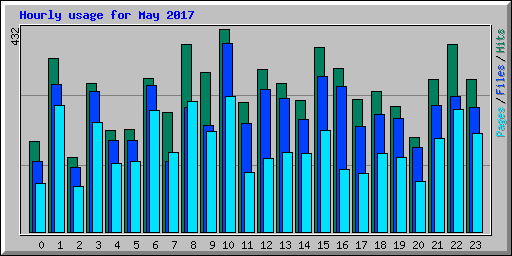 Hourly usage for May 2017
432
Pages/Files/Hits
0 1 2 3 4 5 6 7 8 9 10 11 12 13 14 15 16 17 18 19 20 21 22 23